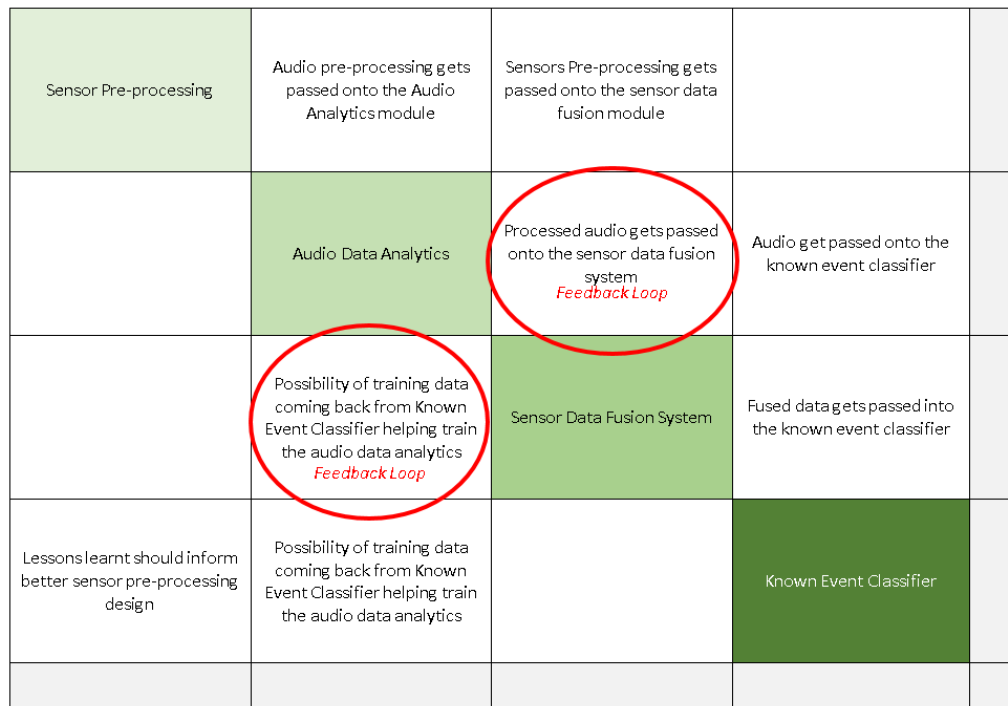 Sensor Pre-processing
Audio pre-processing gets
passed onto the Audio
Analytics module
Sensors Pre-processing gets
passed onto the sensor data
fusion module
Audio Data Analytics
Processed audio gets passed
onto the sensor data fusion
system
Feedback Loop
Audio get passed onto the
known event classifier
Possibility of training data
coming back from Known
Event Classifier helping train
the audio data analytics
Feedback Loop
Sensor Data Fusion System
Fused data gets passed into
the known event classifier
Lessons learnt should inform
better sensor pre-processing
design
Possibility of training data
coming back from Known
Event Classifier helping train
the audio data analytics
Known Event Classifier